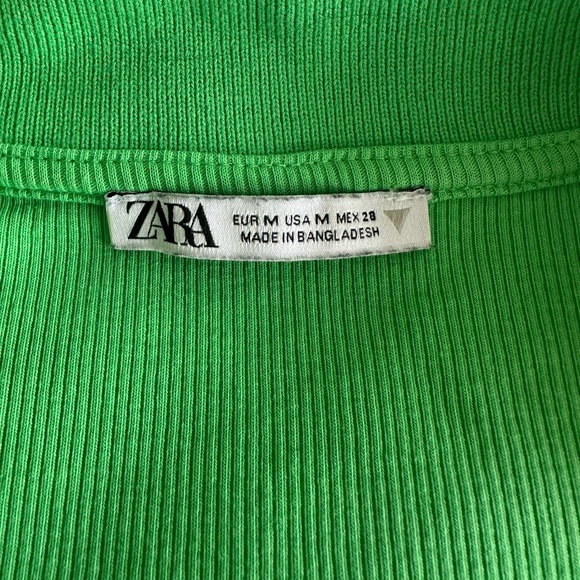 ZARA
EUR M USA M MEX 28
MADE IN BANGLADESH